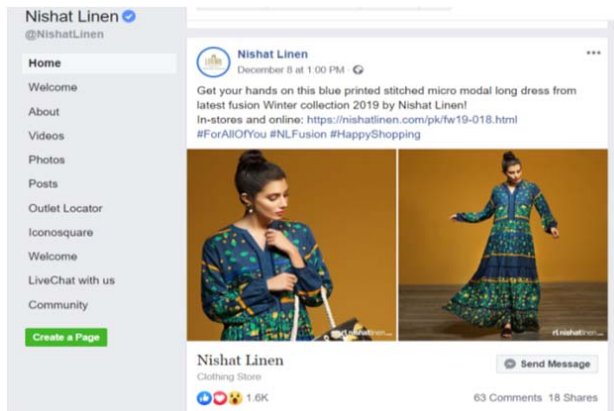 Nishat Linen
@NishatLinen
Home
Welcome
About
Videos
Photos
Posts
Outlet Locator
Iconosquare
Welcome
LiveChat with us
Community
Create a Page
Nishat Linen
December 8 at 1:00 PM ·
Get your hands on this blue printed stitched micro modal long dress from
latest fusion Winter collection 2019 by Nishat Linen!
In-stores and online: https://nishatlinen.com/pk/fw19-018.html
#ForAllOfYou #NLFusion #HappyShopping
Nishat Linen
Clothing Store
Send Message
1.6K
63 Comments 18 Shares